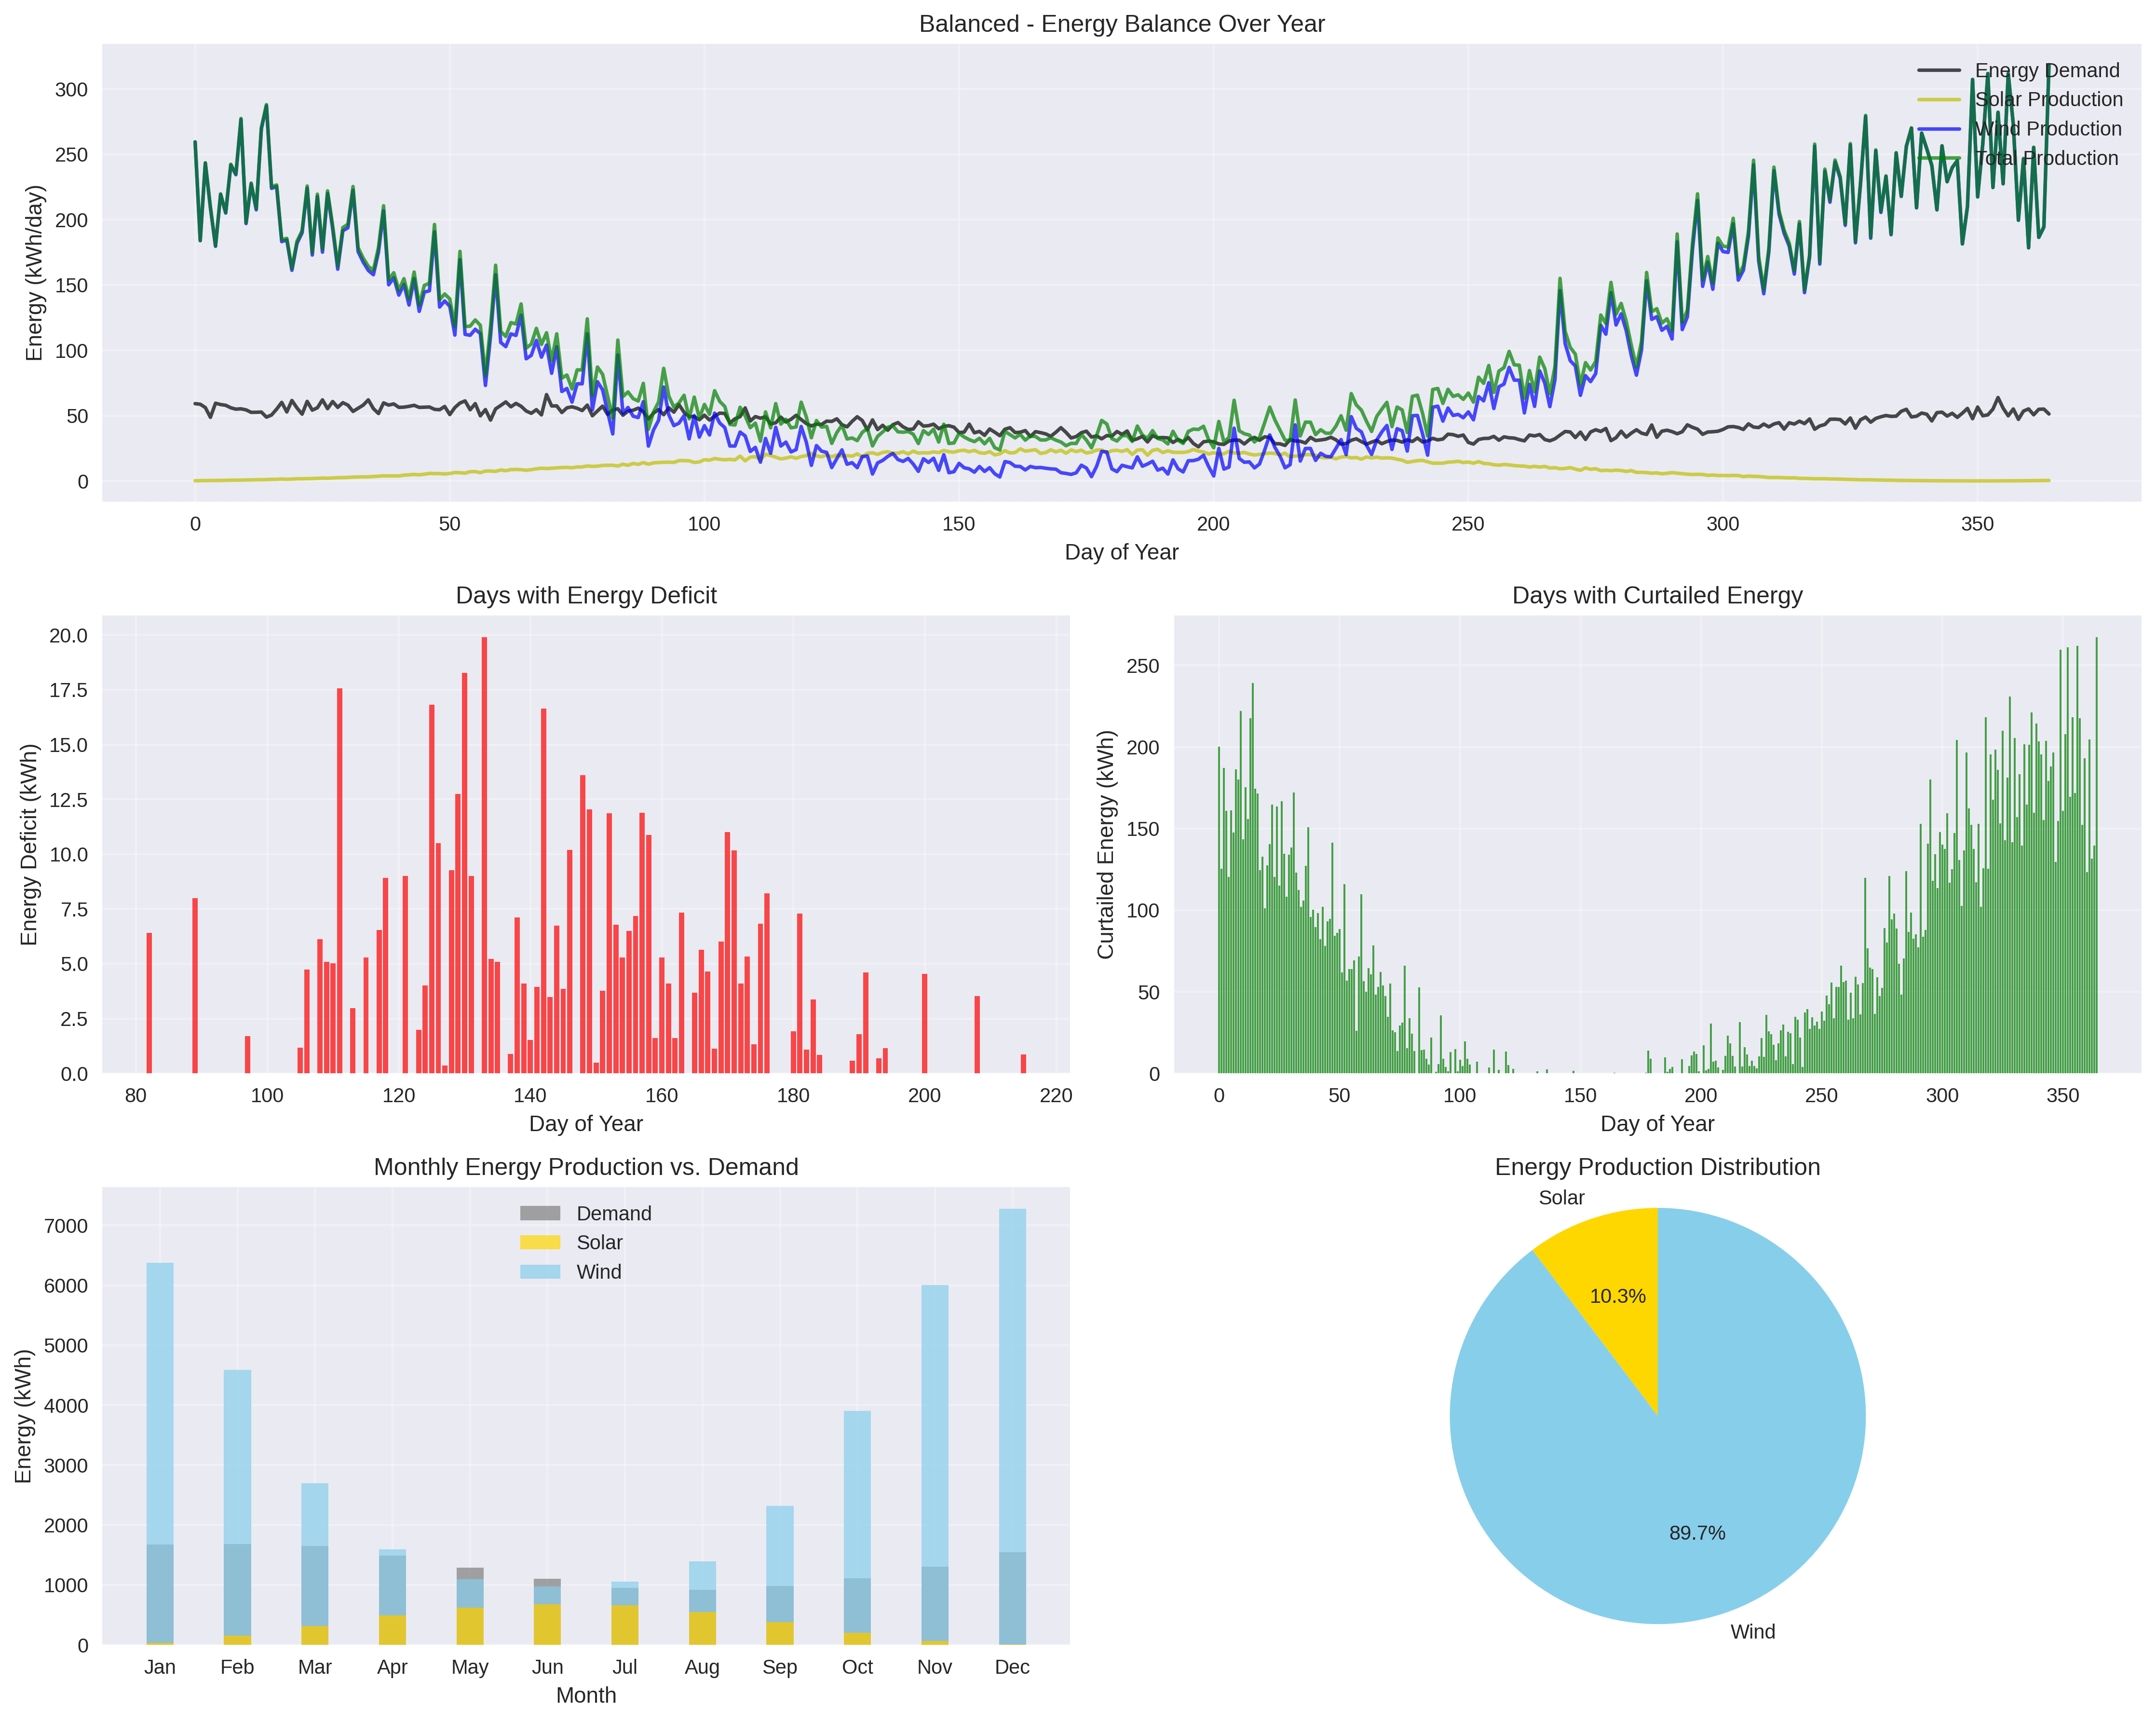 Balanced - Energy Balance Over Year
Energy (kWh/day)
300
250
200
150
100
50
0
Energy Demand
Solar Production
Wind Production
Total Production
0 50 100 150 200 250 300 350
Day of Year
Days with Energy Deficit
Energy Deficit (kWh)
20.0
17.5
15.0
12.5
10.0
7.5
5.0
2.5
0.0
80 100 120 140 160 180 200 220
Day of Year
Days with Curtailed Energy
Curtailed Energy (kWh)
250
200
150
100
50
0
0 50 100 150 200 250 300 350
Day of Year
Monthly Energy Production vs. Demand
Energy (kWh)
7000
6000
5000
4000
3000
2000
1000
0
Demand
Solar
Wind
Jan Feb Mar Apr May Jun Jul Aug Sep Oct Nov Dec
Month
Energy Production Distribution
Solar
10.3%
89.7%
Wind